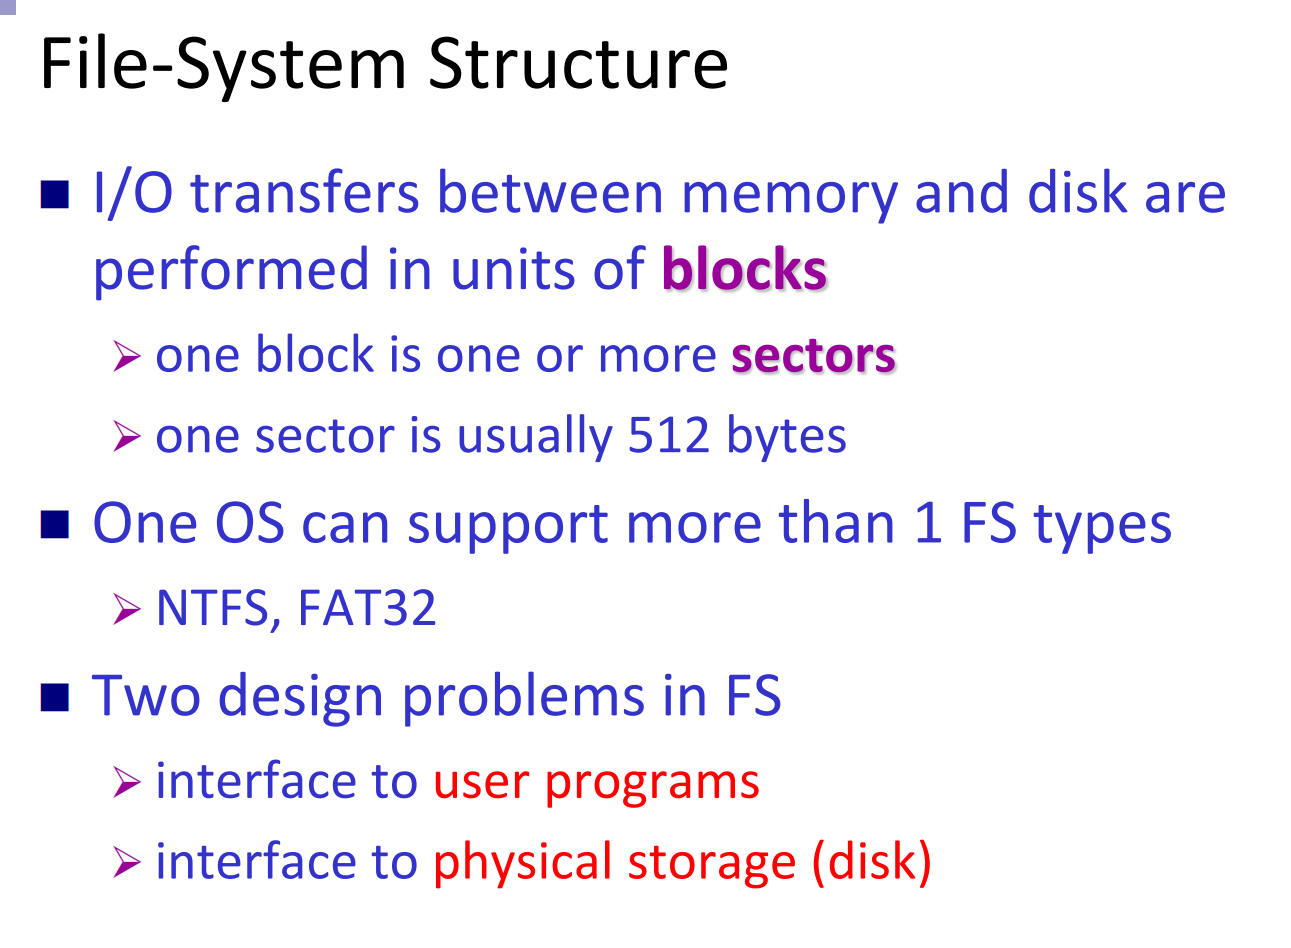 File-System Structure
I/O transfers between memory and disk are
performed in units of blocks
one block is one or more sectors
one sector is usually 512 bytes
One OS can support more than 1 FS types
NTFS, FAT32
Two design problems in FS
interface to user programs
interface to physical storage (disk)